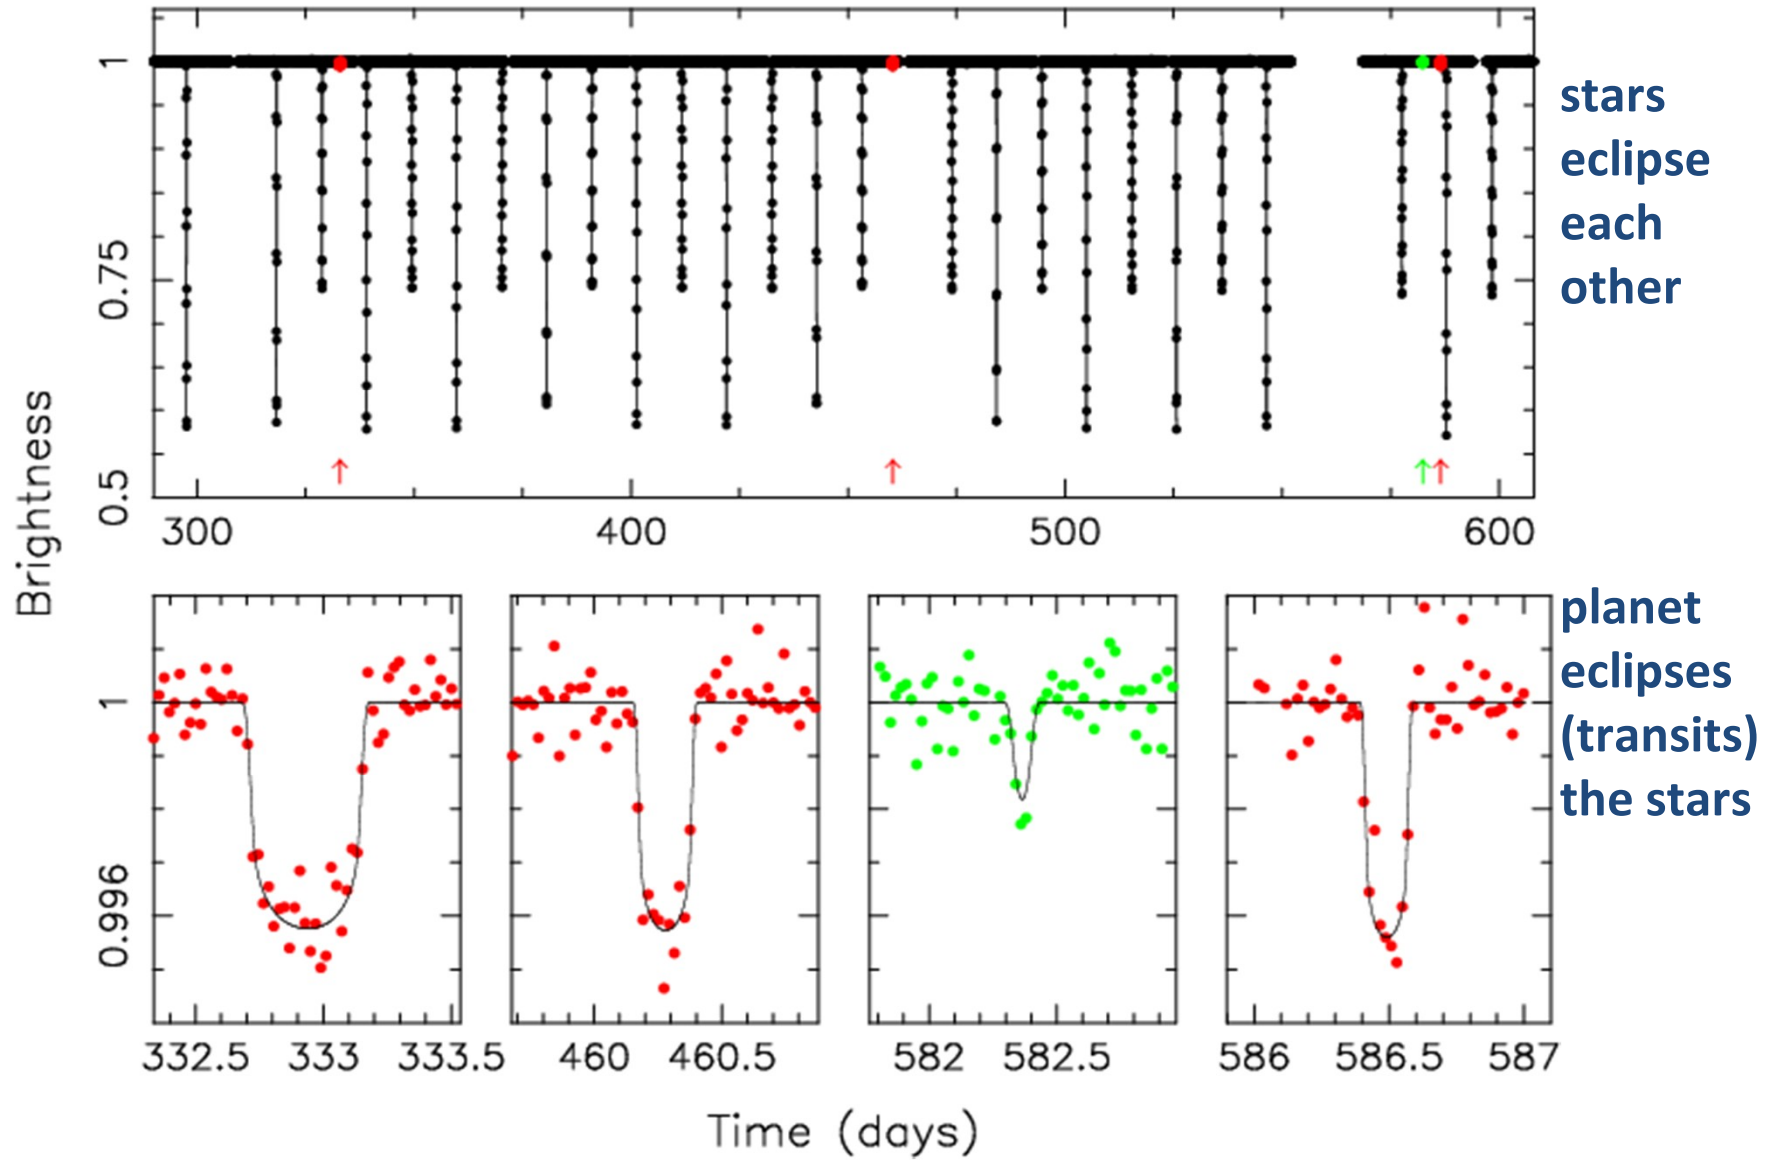 1
0.75
0.5
300 400 500 600
stars
eclipse
each
other
Brightness
1
0.996
332.5 333 333.5 460 460.5 582 582.5 586 586.5 587
planet
eclipses
(transits)
the stars
Time (days)